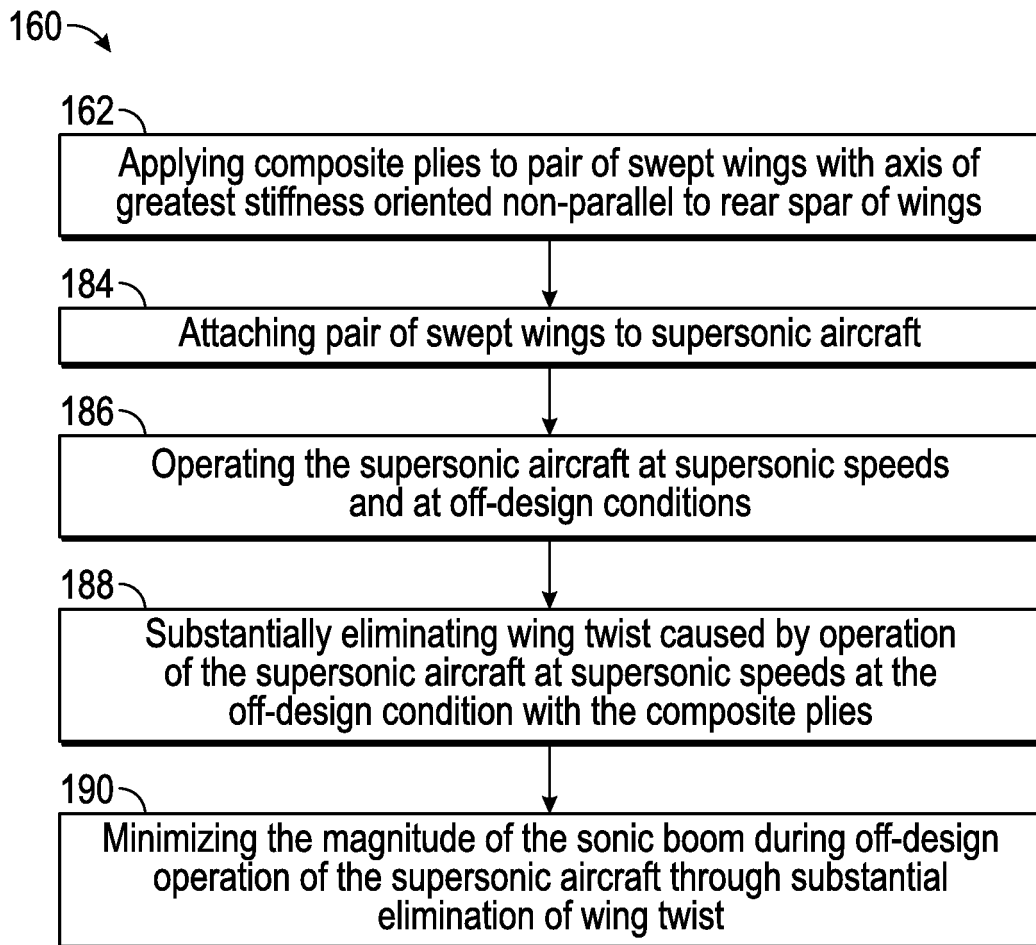 160
162
Applying composite plies to pair of swept wings with axis of
greatest stiffness oriented non-parallel to rear spar of wings
184
Attaching pair of swept wings to supersonic aircraft
186
Operating the supersonic aircraft at supersonic speeds
and at off-design conditions
188
Substantially eliminating wing twist caused by operation
of the supersonic aircraft at supersonic speeds at the
off-design condition with the composite plies
190
Minimizing the magnitude of the sonic boom during off-design
operation of the supersonic aircraft through substantial
elimination of wing twist